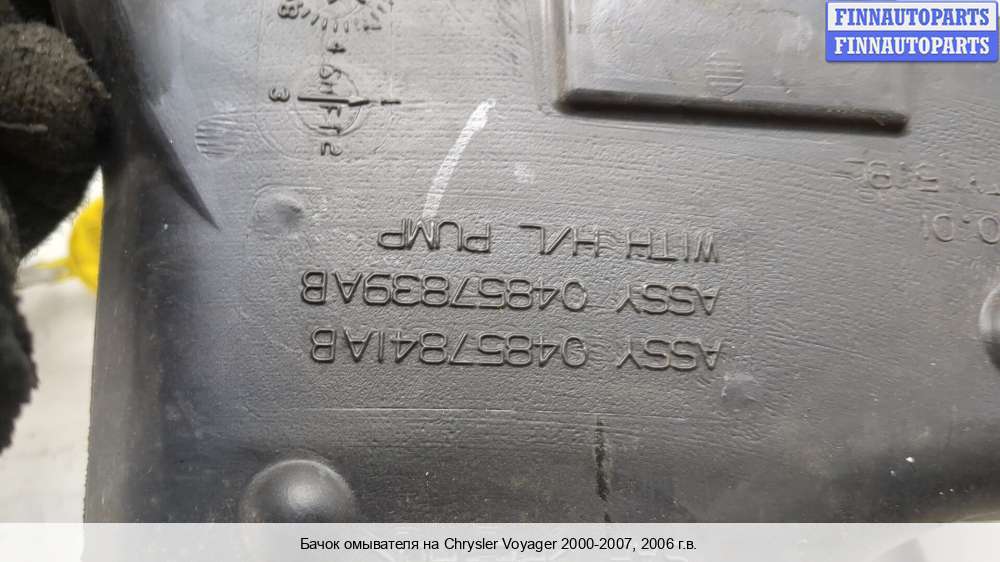 FINNAUTOPARTS
FINNAUTOPARTS
ASSY 04857841AB
ASSY 04857839AB
WITH H/L PUMP
Бачок омывателя на Chrysler Voyager 2000-2007, 2006 г.в.